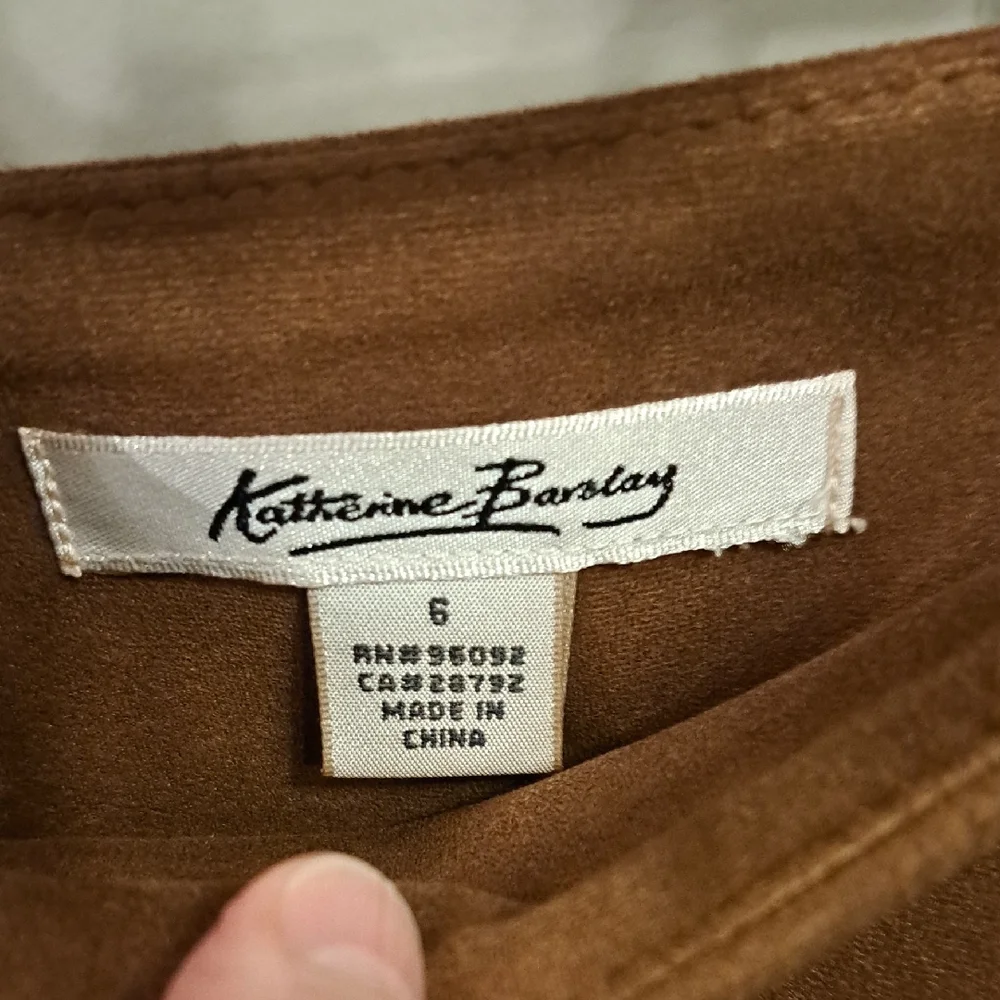 Katherine Barclay
6
RN#96092
CA#28792
MADE IN
CHINA